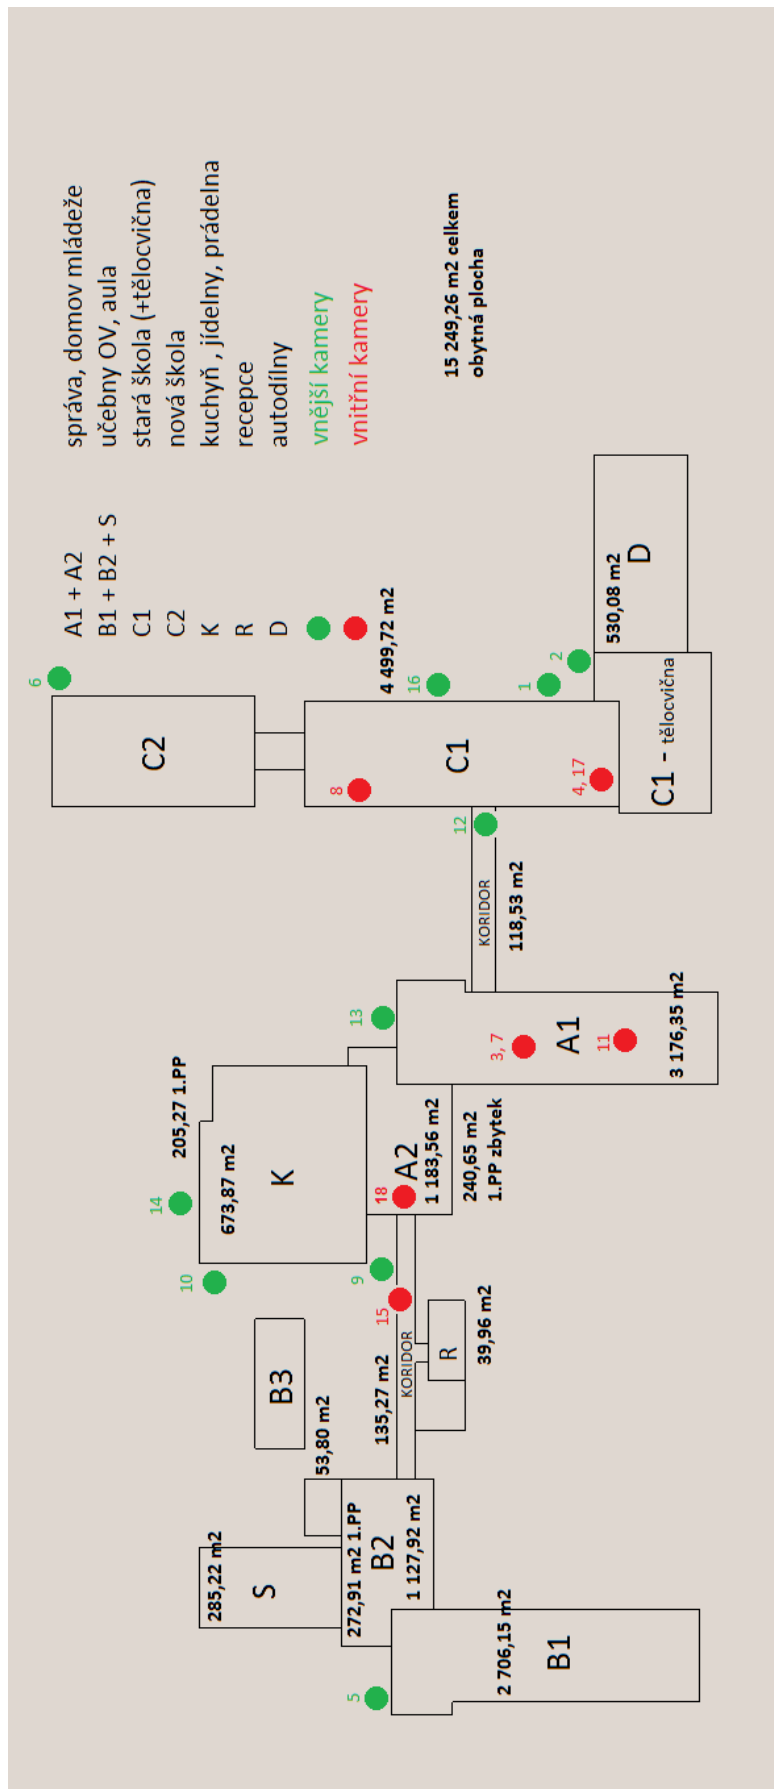 A1 + A2 správa, domov mládeže
B1 + B2 + S učebny OV, aula
C1 stará škola (+tělocvična)
C2 nová škola
K kuchyň , jídelny, prádelna
R recepce
D autodílny
vnější kamery
vnitřní kamery
15 249,26 m2 celkem
obytná plocha
6
C2
4 499,72 m2
16
1
2
8
C1
4, 17
12
C1 - tělocvična
530,08 m2
D
KORIDOR
118,53 m2
13
3, 7
A1
11
3 176,35 m2
205,27 1.PP
14
673,87 m2
K
10
A2
18
1 183,56 m2
240,65 m2
1.PP zbytek
9
15
135,27 m2
KORIDOR
R
39,96 m2
B3
53,80 m2
285,22 m2
S
272,91 m2 1.PP
B2
1 127,92 m2
5
2 706,15 m2
B1